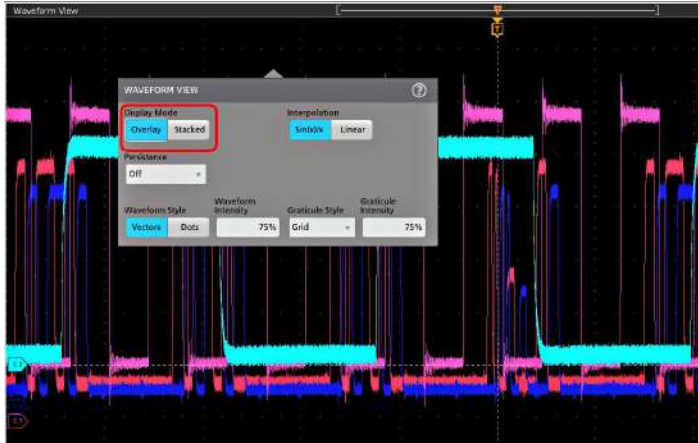 Waveform View
T
WAVEFORM VIEW
?
Display Mode
Interpolation
Overlay
Stacked
Sin(x)/x
Linear
Persistence
Off
Waveform Style
Waveform
Intensity
Graticule Style
Graticule
Intensity
Vectors
Dots
75%
Grid
75%